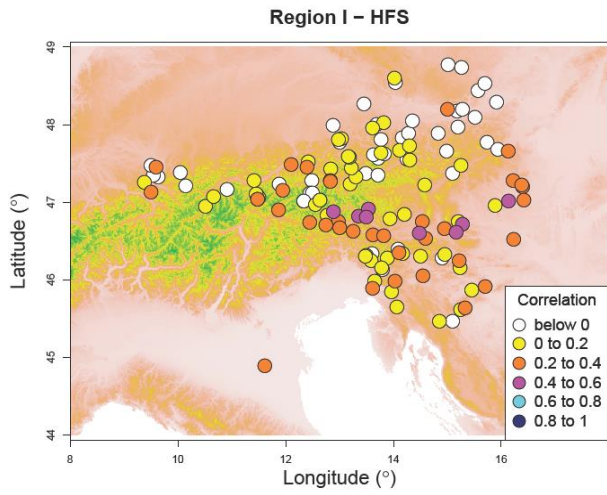 Region I − HFS
49
48
47
46
45
44
Latitude (°)
8
10
12
14
16
Longitude (°)
Correlation
below 0
0 to 0.2
0.2 to 0.4
0.4 to 0.6
0.6 to 0.8
0.8 to 1